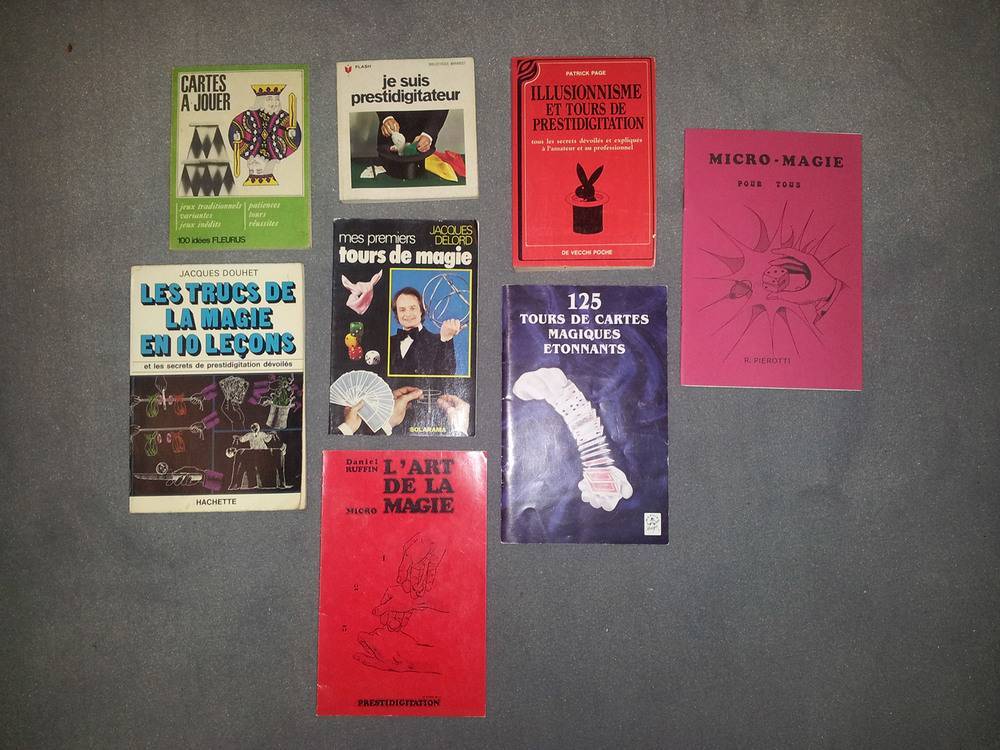 CARTES
A JOUER
jeux traditionnels
variantes
jeux inédits
patiences
tours
réussites
100 idées FLEURUS
FLASH
je suis
prestidigitateur
PATRICK PAGE
ILLUSIONNISME
ET TOURS DE
PRESTIDIGITATION
tous les secrets dévoilés et expliqués
à l'amateur et au professionnel
DE VECCHI POCHE
MICRO-MAGIE
POUR TOUS
R. PIEROTTI
JACQUES DOUHET
LES TRUCS DE
LA MAGIE
EN 10 LEÇONS
et les secrets de prestidigitation dévoilés
HACHETTE
JACQUES
DELORD
mes premiers
tours de magie
SOLARAMA
125
TOURS DE CARTES
MAGIQUES
ETONNANTS
Daniel
RUFFIN
L'ART
DE LA
MICRO MAGIE
1
2
3
PRESTIDIGITATION